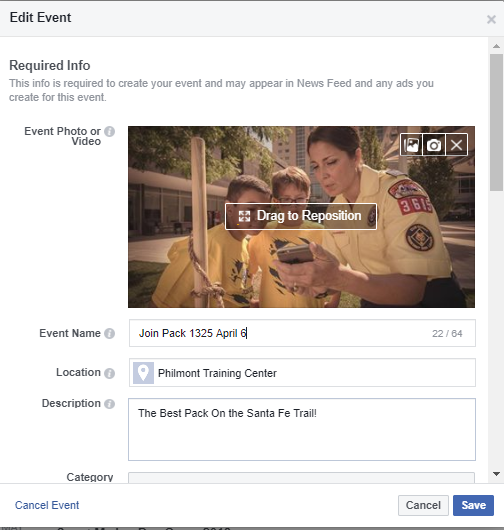 Edit Event
Required Info
This info is required to create your event and may appear in News Feed and any ads you
create for this event.
Event Photo or
Video
Drag to Reposition
Event Name
Join Pack 1325 April 6
22 / 64
Location
Philmont Training Center
Description
The Best Pack On the Santa Fe Trail!
Category
Cancel Event
Cancel
Save